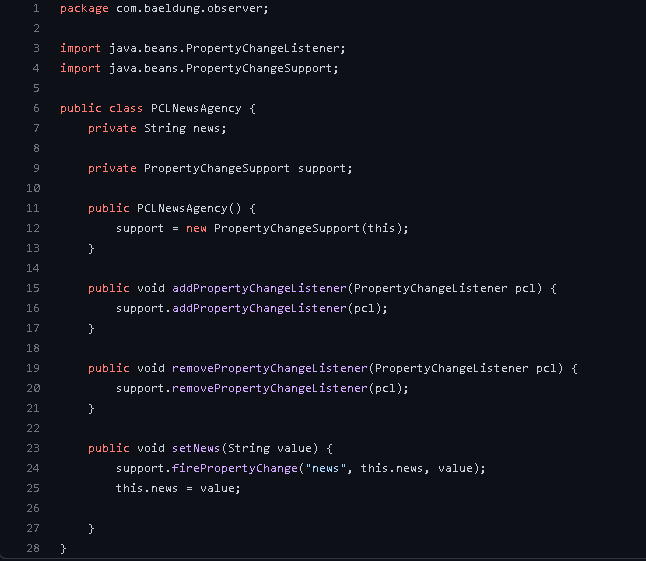 1 package com.baeldung.observer;
2
3 import java.beans.PropertyChangeListener;
4 import java.beans.PropertyChangeSupport;
5
6 public class PCLNewsAgency {
7     private String news;
8
9     private PropertyChangeSupport support;
10
11     public PCLNewsAgency() {
12         support = new PropertyChangeSupport(this);
13     }
14
15     public void addPropertyChangeListener(PropertyChangeListener pcl) {
16         support.addPropertyChangeListener(pcl);
17     }
18
19     public void removePropertyChangeListener(PropertyChangeListener pcl) {
20         support.removePropertyChangeListener(pcl);
21     }
22
23     public void setNews(String value) {
24         support.firePropertyChange("news", this.news, value);
25         this.news = value;
26
27     }
28 }